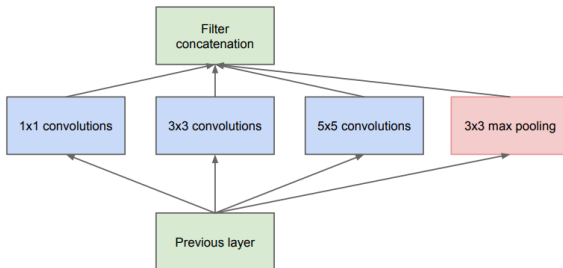 Filter
concatenation
1x1 convolutions
3x3 convolutions
5x5 convolutions
3x3 max pooling
Previous layer